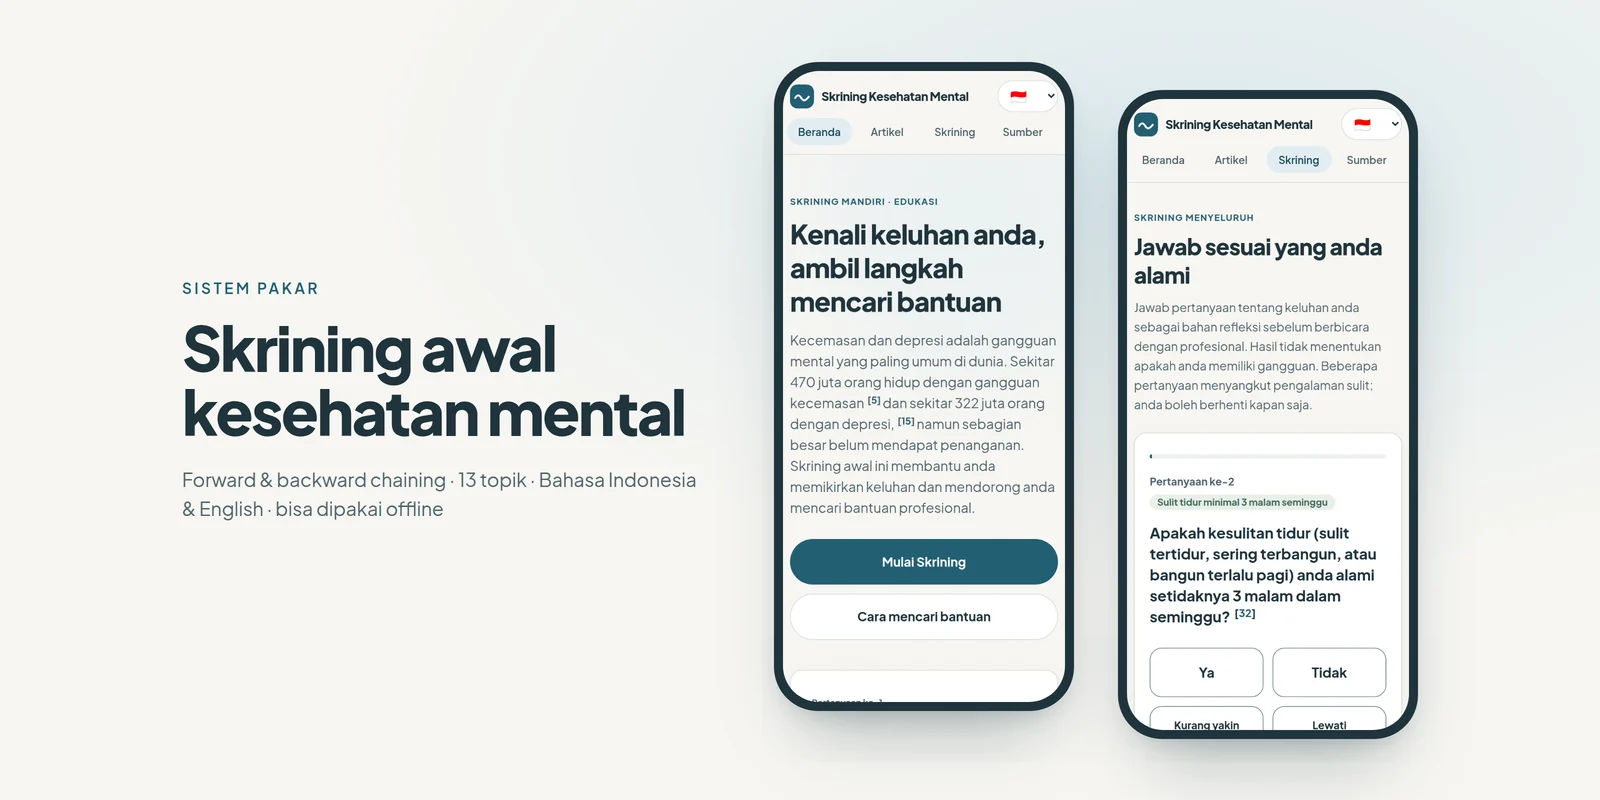 SISTEM PAKAR
Skrining awal
kesehatan mental
Forward & backward chaining · 13 topik · Bahasa Indonesia
& English · bisa dipakai offline
Skrining Kesehatan Mental
Beranda Artikel Skrining Sumber
SKRINING MANDIRI · EDUKASI
Kenali keluhan anda,
ambil langkah
mencari bantuan
Kecemasan dan depresi adalah gangguan
mental yang paling umum di dunia. Sekitar
470 juta orang hidup dengan gangguan
kecemasan [5] dan sekitar 322 juta orang
dengan depresi, [15] namun sebagian
besar belum mendapat penanganan.
Skrining awal ini membantu anda
memikirkan keluhan dan mendorong anda
mencari bantuan profesional.
Mulai Skrining
Cara mencari bantuan
Skrining Kesehatan Mental
Beranda Artikel Skrining Sumber
SKRINING MENYELURUH
Jawab sesuai yang anda
alami
Jawab pertanyaan tentang keluhan anda
sebagai bahan refleksi sebelum berbicara
dengan profesional. Hasil tidak menentukan
apakah anda memiliki gangguan. Beberapa
pertanyaan menyangkut pengalaman sulit;
anda boleh berhenti kapan saja.
Pertanyaan ke-2
Sulit tidur minimal 3 malam seminggu
Apakah kesulitan tidur (sulit
tertidur, sering terbangun, atau
bangun terlalu pagi) anda alami
setidaknya 3 malam dalam
seminggu? [32]
Ya Tidak
Kurang yakin Lewati